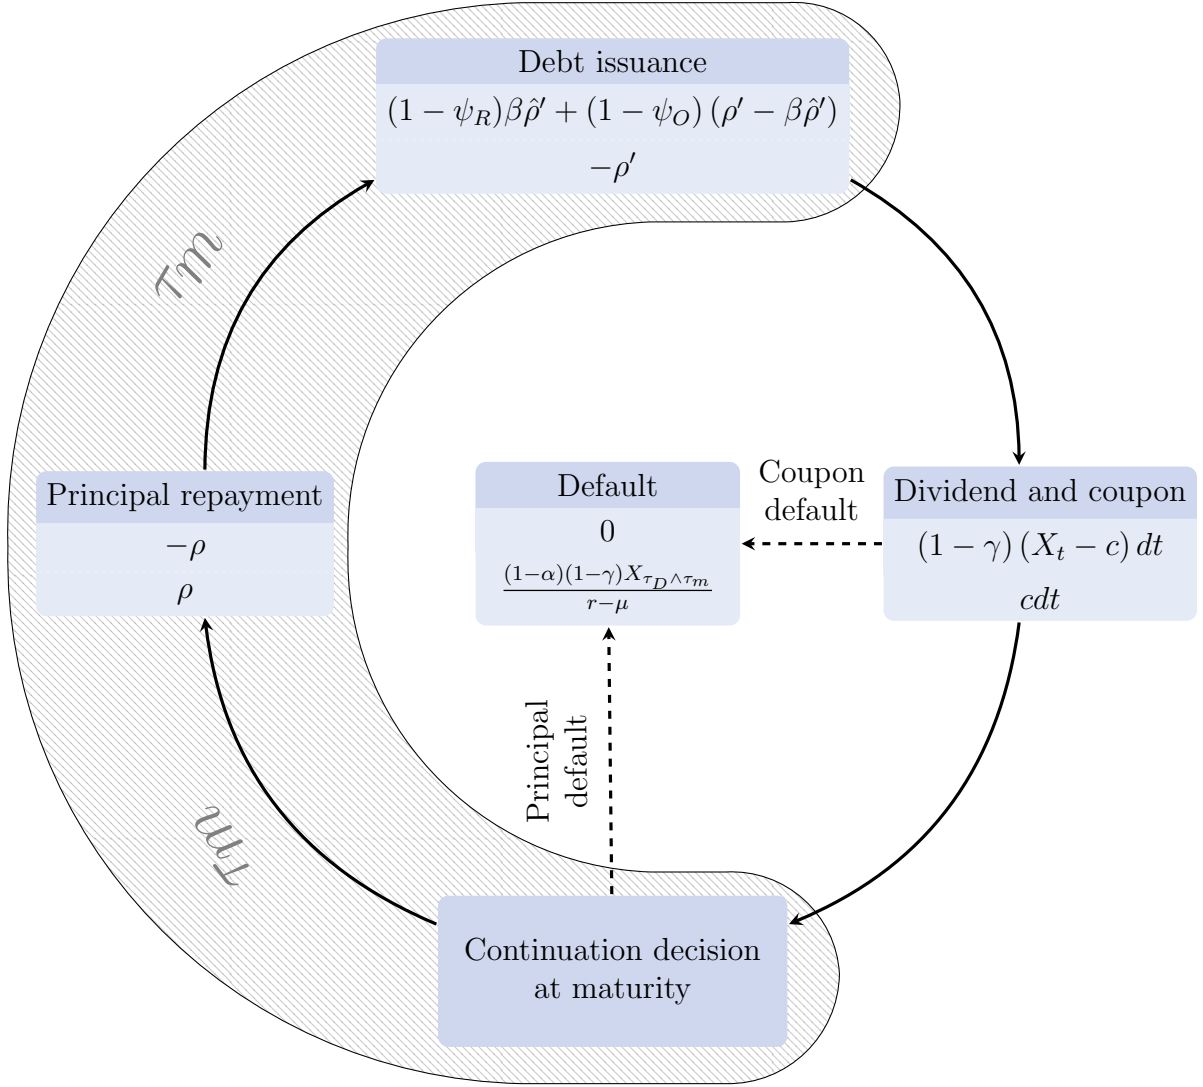 Debt issuance
(1 − ψ_R)βρ̂′ + (1 − ψ_O) (ρ′ − βρ̂′)
−ρ′
τm
Principal repayment
−ρ
ρ
Default
0
(1−α)(1−γ)X_{τ_D∧τ_m}
r−μ
Coupon
default
Dividend and coupon
(1 − γ) (X_t − c) dt
cdt
Principal
default
τm
Continuation decision
at maturity